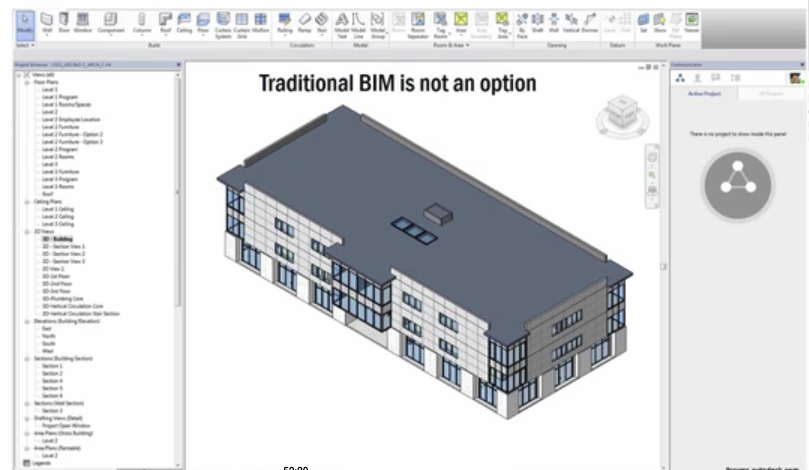 Modify Wall Door Window Component Column Roof Ceiling Floor Curtain System Curtain Grid Mullion Railing Ramp Stair Model Text Model Line Model Group Room Room Separator Tag Room Area Area Boundary Tag Area By Face Shaft Wall Vertical Dormer Level Grid Set Show Ref Plane Viewer
Select Build Circulation Model Room & Area Opening Datum Work Plane
Traditional BIM is not an option
Views (all)
Floor Plans
Level 1
Level 1 Program
Level 1 Rooms/Spaces
Level 2
Level 2 Employee Location
Level 2 Furniture
Level 2 Furniture - Option 2
Level 2 Furniture - Option 3
Level 2 Program
Level 2 Rooms
Level 3
Level 3 Furniture
Level 3 Program
Level 3 Rooms
Roof
Ceiling Plans
Level 1 Ceiling
Level 2 Ceiling
Level 3 Ceiling
3D Views
3D - Building
3D - Section View 1
3D - Section View 2
3D - Section View 3
3D View 1
3D-1st Floor
3D-2nd Floor
3D-3rd Floor
3D-Plumbing Core
3D-Vertical Circulation Core
3D-Vertical Circulation Stair Section
Elevations (Building Elevation)
East
North
South
West
Sections (Building Section)
Section 1
Section 2
Section 4
Section 5
Section 6
Sections (Wall Section)
Section 3
Drafting Views (Detail)
Project Open Window
Area Plans (Gross Building)
Level 2
Area Plans (Rentable)
Level 2
Legends
Active Project
There is no project to show inside this panel